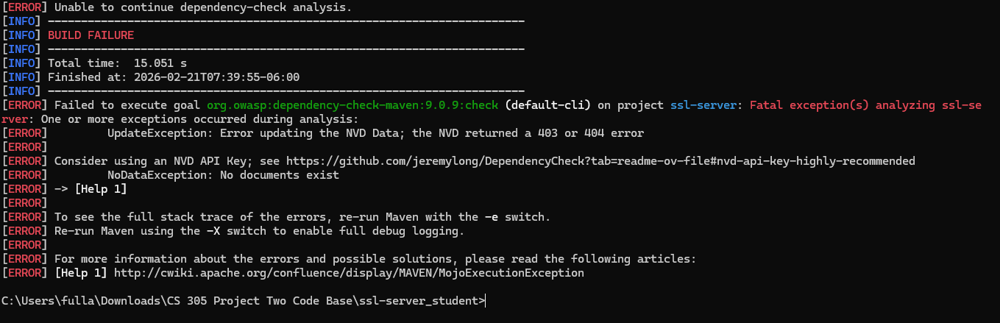 [ERROR] Unable to continue dependency-check analysis.
[INFO] ------------------------------------------------------------------------
[INFO] BUILD FAILURE
[INFO] ------------------------------------------------------------------------
[INFO] Total time:  15.051 s
[INFO] Finished at: 2026-02-21T07:39:55-06:00
[INFO] ------------------------------------------------------------------------
[ERROR] Failed to execute goal org.owasp:dependency-check-maven:9.0.9:check (default-cli) on project ssl-server: Fatal exception(s) analyzing ssl-se
rver: One or more exceptions occurred during analysis:
[ERROR]         UpdateException: Error updating the NVD Data; the NVD returned a 403 or 404 error
[ERROR]
[ERROR] Consider using an NVD API Key; see https://github.com/jeremylong/DependencyCheck?tab=readme-ov-file#nvd-api-key-highly-recommended
[ERROR]         NoDataException: No documents exist
[ERROR] -> [Help 1]
[ERROR]
[ERROR] To see the full stack trace of the errors, re-run Maven with the -e switch.
[ERROR] Re-run Maven using the -X switch to enable full debug logging.
[ERROR]
[ERROR] For more information about the errors and possible solutions, please read the following articles:
[ERROR] [Help 1] http://cwiki.apache.org/confluence/display/MAVEN/MojoExecutionException
C:\Users\fulla\Downloads\CS 305 Project Two Code Base\ssl-server_student>